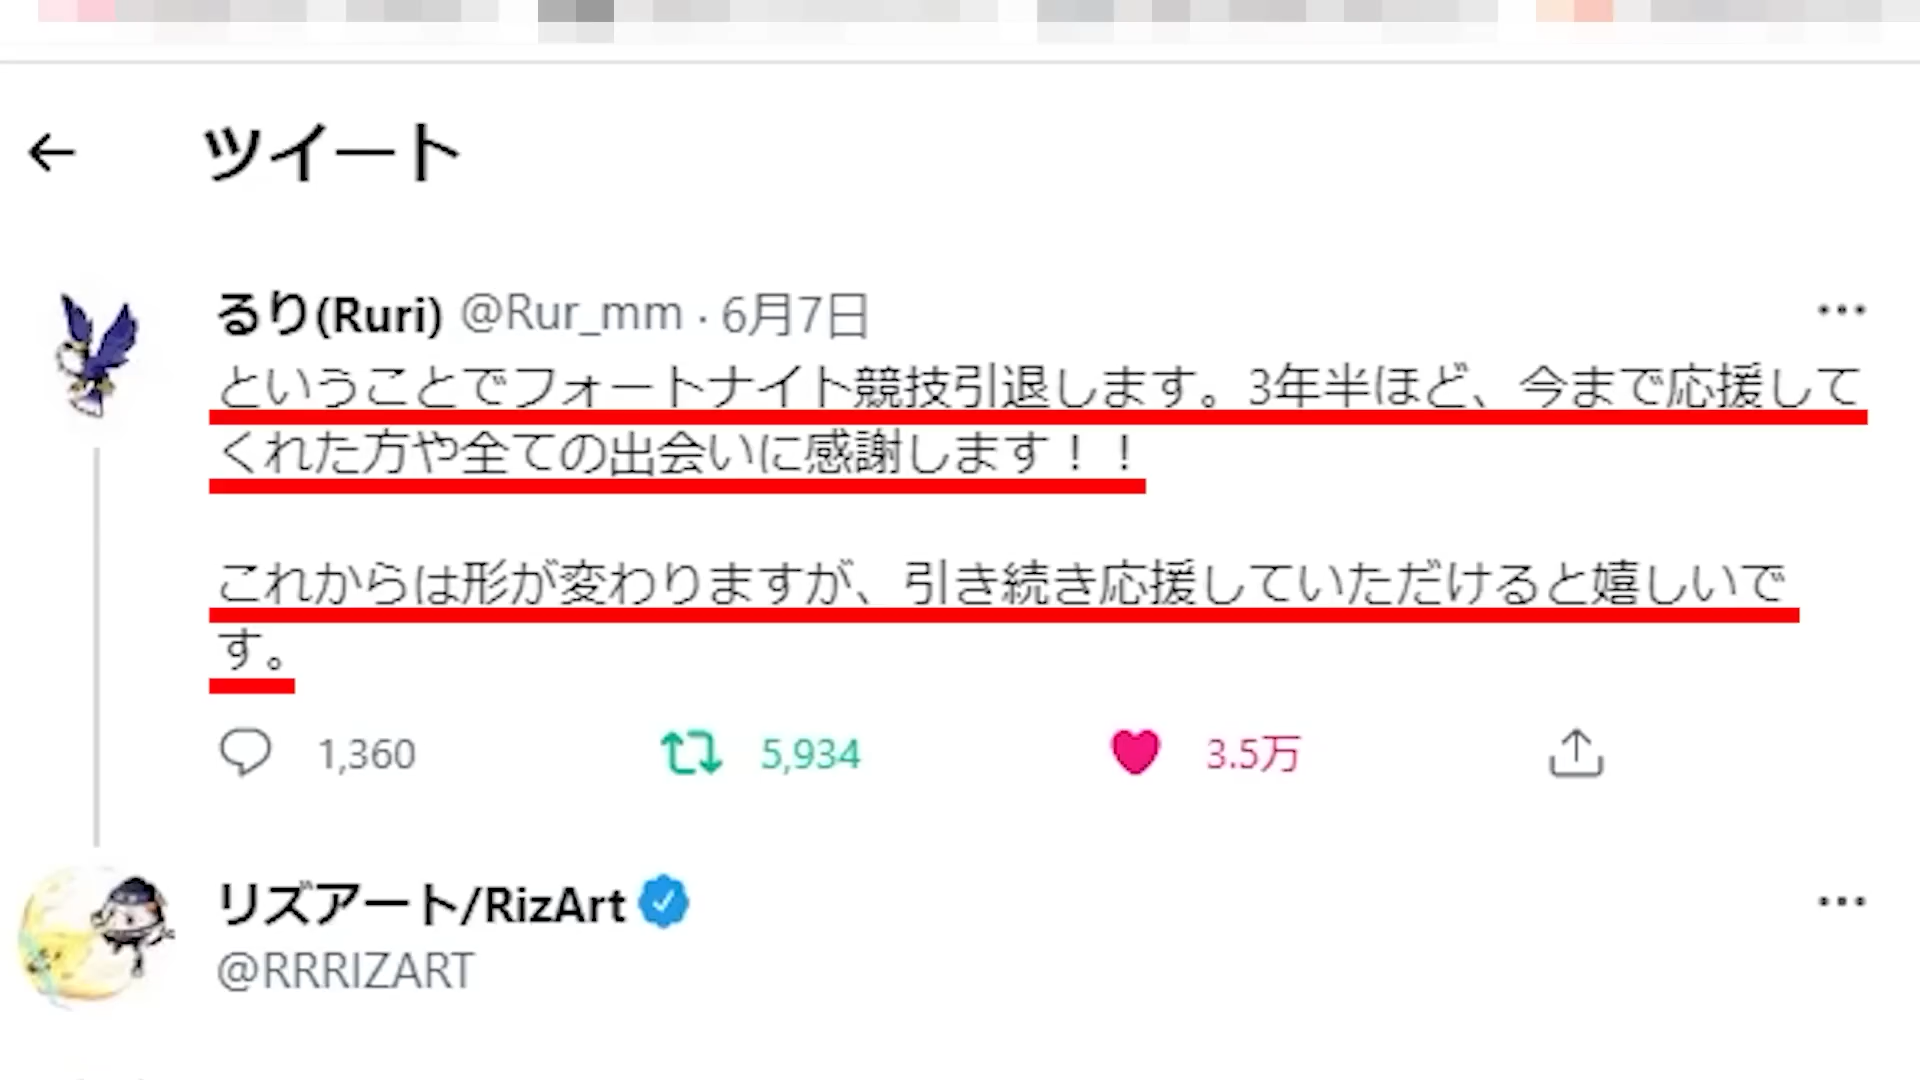 ツイート
るり(Ruri) @Rur_mm · 6月7日
ということでフォートナイト競技引退します。3年半ほど、今まで応援して
くれた方や全ての出会いに感謝します！！
これからは形が変わりますが、引き続き応援していただけると嬉しいで
す。
1,360 5,934 3.5万
リズアート/RizArt
@RRRIZART